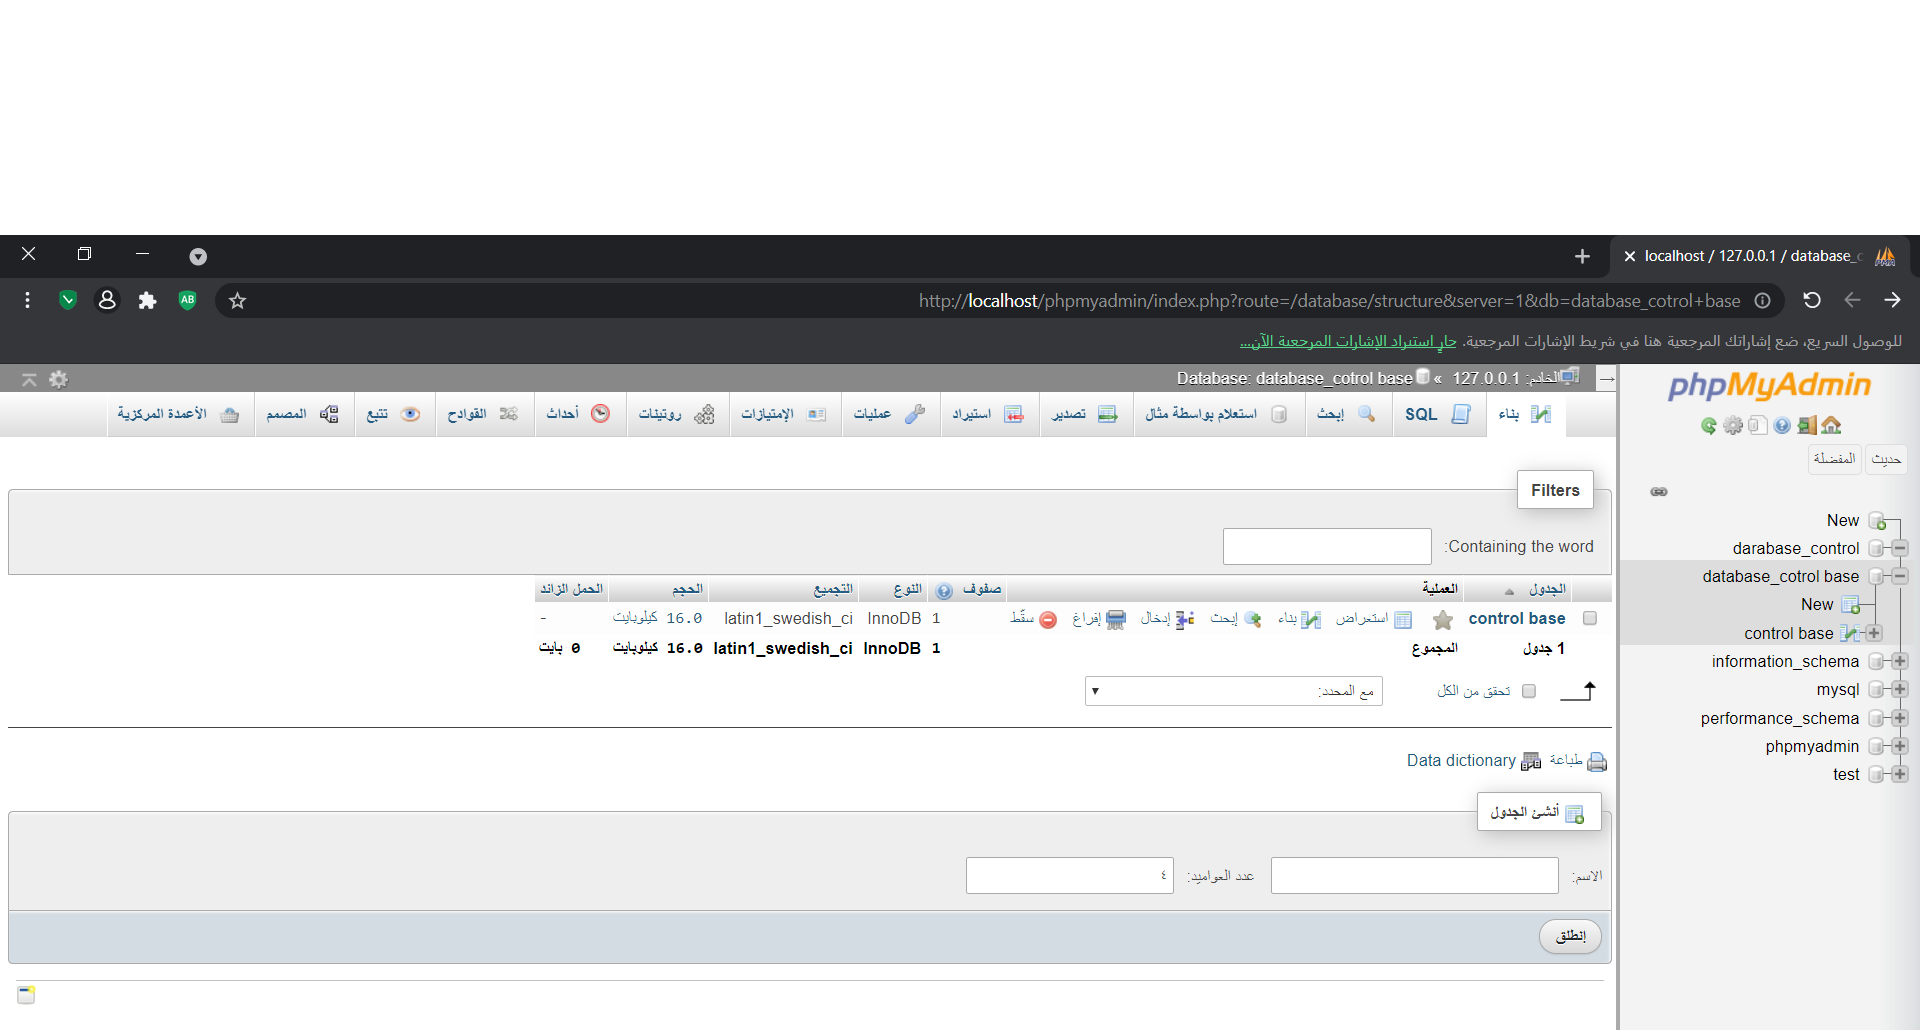 localhost / 127.0.0.1 / database_c
http://localhost/phpmyadmin/index.php?route=/database/structure&server=1&db=database_cotrol+base
AB
للوصول السريع، ضع إشاراتك المرجعية هنا في شريط الإشارات المرجعية. جارٍ استيراد الإشارات المرجعية الآن...
phpMyAdmin
حديث المفضلة
New
darabase_control
database_cotrol base
New
control base
information_schema
mysql
performance_schema
phpmyadmin
test
الخادم: 127.0.0.1 » Database: database_cotrol base
بناء SQL إبحث استعلام بواسطة مثال تصدير استيراد عمليات الإمتيازات روتينات أحداث القوادح تتبع المصمم الأعمدة المركزية
Filters
Containing the word:
الجدول العملية صفوف النوع التجميع الحجم الحمل الزائد
control base استعراض بناء إبحث إدخال إفراغ سقّط 1 InnoDB latin1_swedish_ci 16.0 كيلوبايت -
1 جدول المجموع 1 InnoDB latin1_swedish_ci 16.0 كيلوبايت 0 بايت
تحقق من الكل مع المحدد:
طباعة Data dictionary
أنشئ الجدول
الاسم: عدد العواميد: ٤
إنطلق